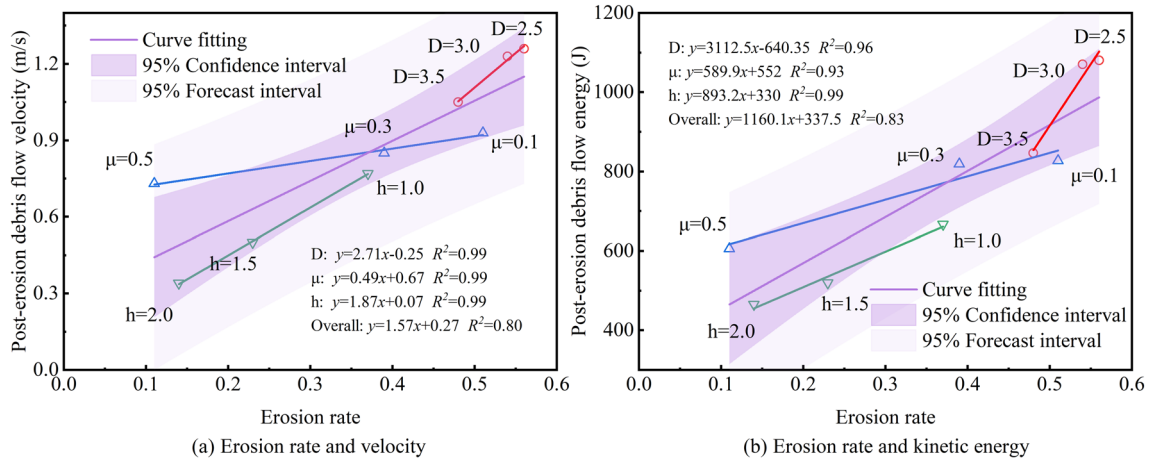 Post-erosion debris flow velocity (m/s)
1.2
0.9
0.6
0.3
0.0
Curve fitting
95% Confidence interval
95% Forecast interval
D=2.5
D=3.0
D=3.5
μ=0.3
μ=0.5
μ=0.1
h=1.0
h=1.5
h=2.0
D: y=2.71x-0.25 R²=0.99
μ: y=0.49x+0.67 R²=0.99
h: y=1.87x+0.07 R²=0.99
Overall: y=1.57x+0.27 R²=0.80
0.0 0.1 0.2 0.3 0.4 0.5 0.6
Erosion rate
(a) Erosion rate and velocity
Post-erosion debris flow energy (J)
1200
1000
800
600
400
D: y=3112.5x-640.35 R²=0.96
μ: y=589.9x+552 R²=0.93
h: y=893.2x+330 R²=0.99
Overall: y=1160.1x+337.5 R²=0.83
D=2.5
D=3.0
D=3.5
μ=0.3
μ=0.1
μ=0.5
h=1.0
h=1.5
h=2.0
Curve fitting
95% Confidence interval
95% Forecast interval
0.0 0.1 0.2 0.3 0.4 0.5 0.6
Erosion rate
(b) Erosion rate and kinetic energy